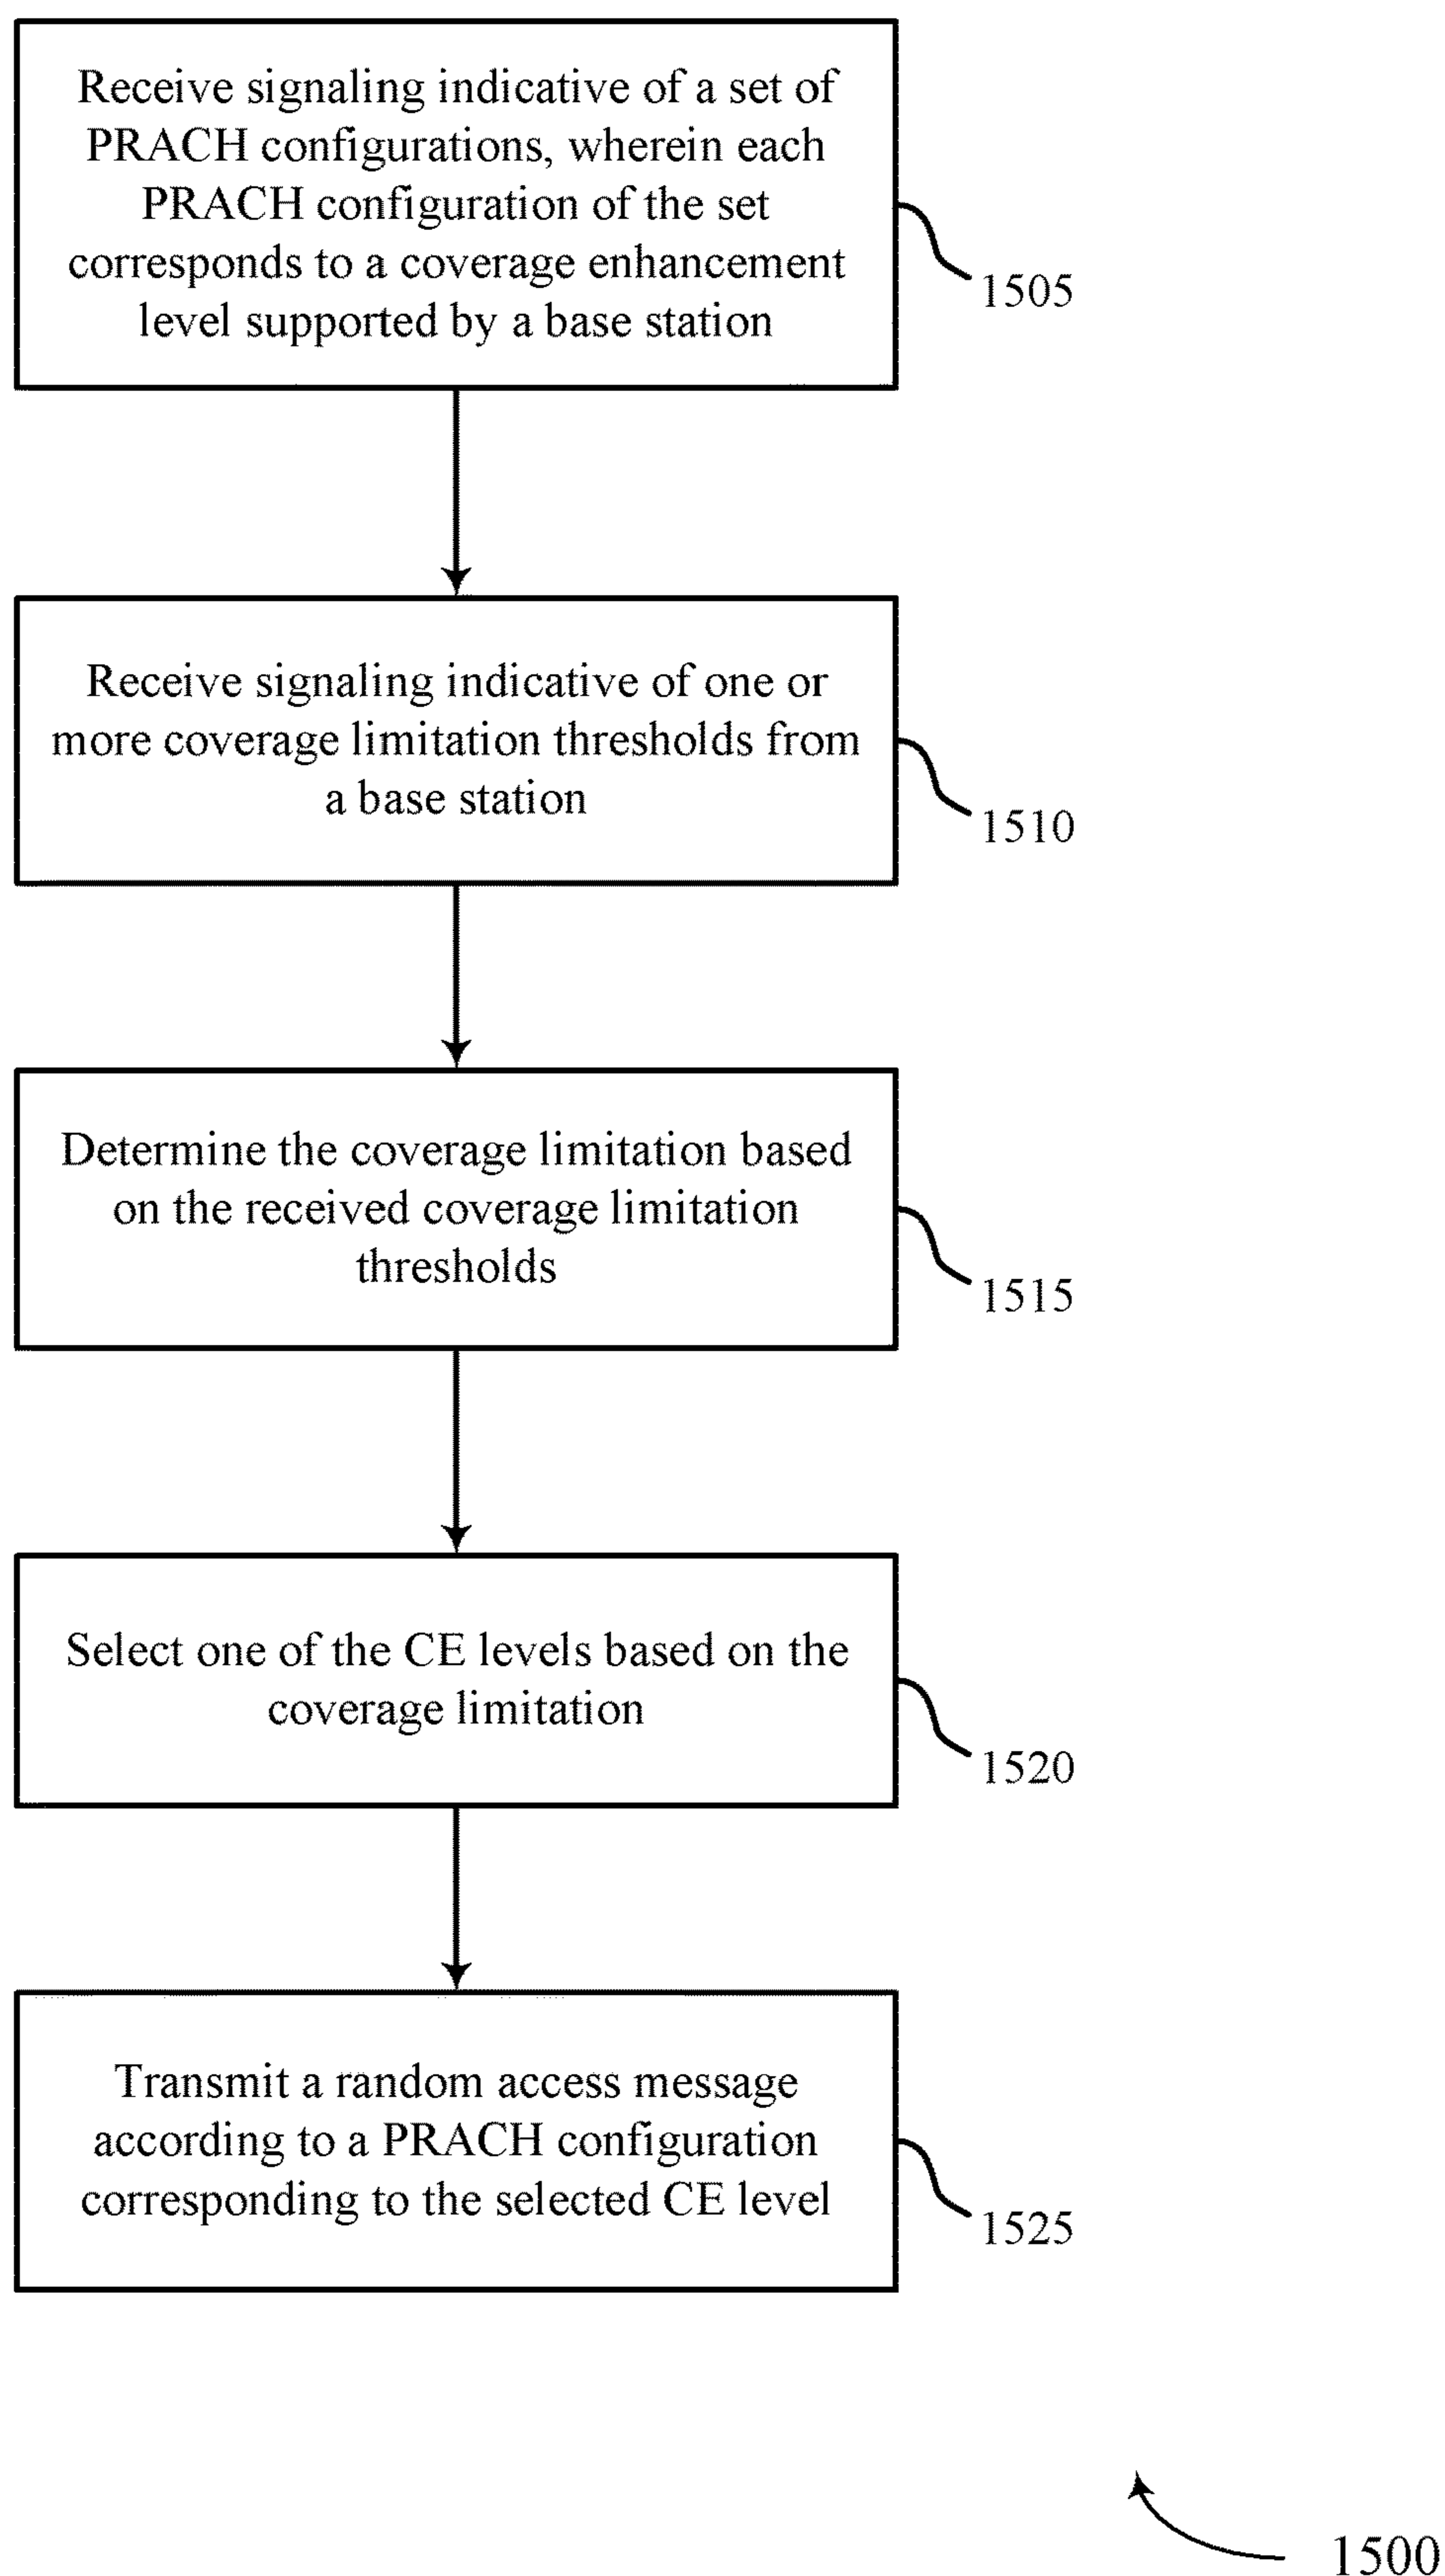 Receive signaling indicative of a set of
PRACH configurations, wherein each
PRACH configuration of the set
corresponds to a coverage enhancement
level supported by a base station
1505
Receive signaling indicative of one or
more coverage limitation thresholds from
a base station
1510
Determine the coverage limitation based
on the received coverage limitation
thresholds
1515
Select one of the CE levels based on the
coverage limitation
1520
Transmit a random access message
according to a PRACH configuration
corresponding to the selected CE level
1525
1500